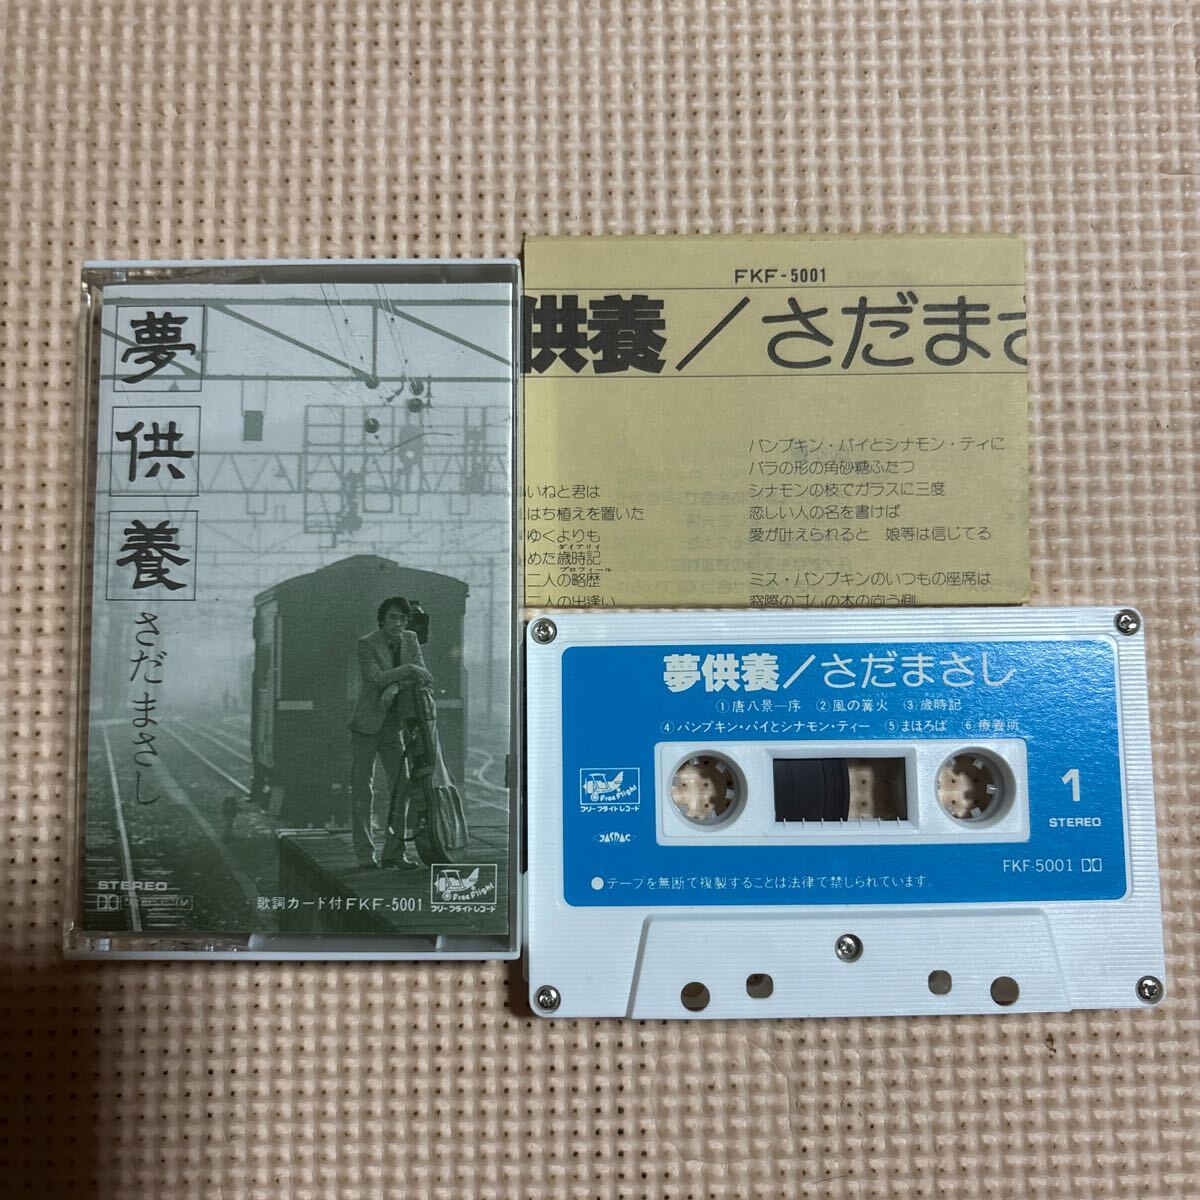 夢供養
さだまさし
STEREO
DOLBY SYSTEM
歌詞カード付FKF-5001
Free Flight
フリーフライトレコード
FKF-5001
供養/さだまさ
いねと君は
はち植えを置いた
ゆくよりも
ダイアリィ
めた歳時記
プロフィール
二人の略歴
二人の出逢い
パンプキン・パイとシナモン・ティに
バラの形の角砂糖ふたつ
シナモンの枝でガラスに三度
恋しい人の名を書けば
愛が叶えられると 娘等は信じてる
ミス・パンプキンのいつもの座席は
窓際のゴムの木の向う側
夢供養/さだまさし
①唐八景―序 ②風の篝火 ③歳時記
④パンプキン・パイとシナモン・ティー ⑤まほろば ⑥療養所
Free Flight
フリーフライトレコード
JASRAC
1
STEREO
FKF-5001
●テープを無断で複製することは法律で禁じられています。